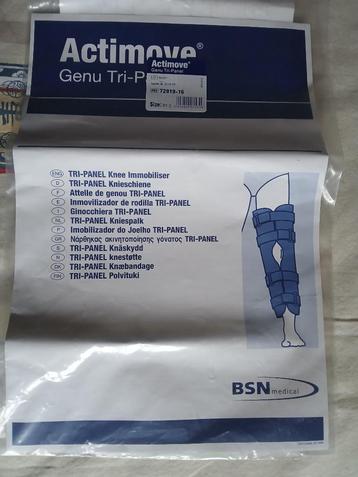 Actimove®
Genu Tri-P
Actimove®
Genu Tri-Panel
REF 72819-16
ENG TRI-PANEL Knee Immobiliser
D TRI-PANEL Knieschiene
F Attelle de genou TRI-PANEL
E Inmovilizador de rodilla TRI-PANEL
I Ginocchiera TRI-PANEL
NL TRI-PANEL Kniespalk
P Imobilizador do Joelho TRI-PANEL
GR Νάρθηκας ακινητοποίησης γόνατος TRI-PANEL
S TRI-PANEL Knäskydd
N TRI-PANEL knestøtte
DK TRI-PANEL Knæbandage
FIN TRI-PANEL Polvituki
BSN medical